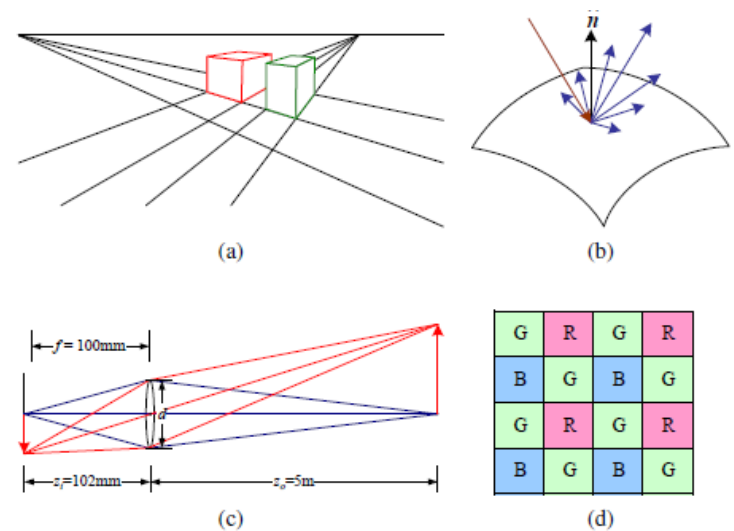 n̂
(a)
(b)
f = 100mm
d
zᵢ=102mm
zₒ=5m
(c)
G R G R
B G B G
G R G R
B G B G
(d)